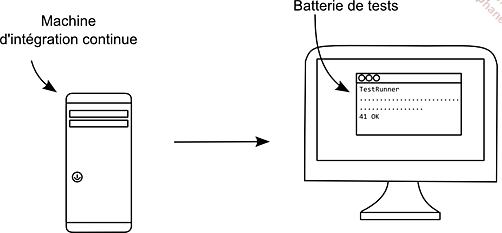 Batterie de tests
Machine
d'intégration continue
TestRunner
............................
................
41 OK